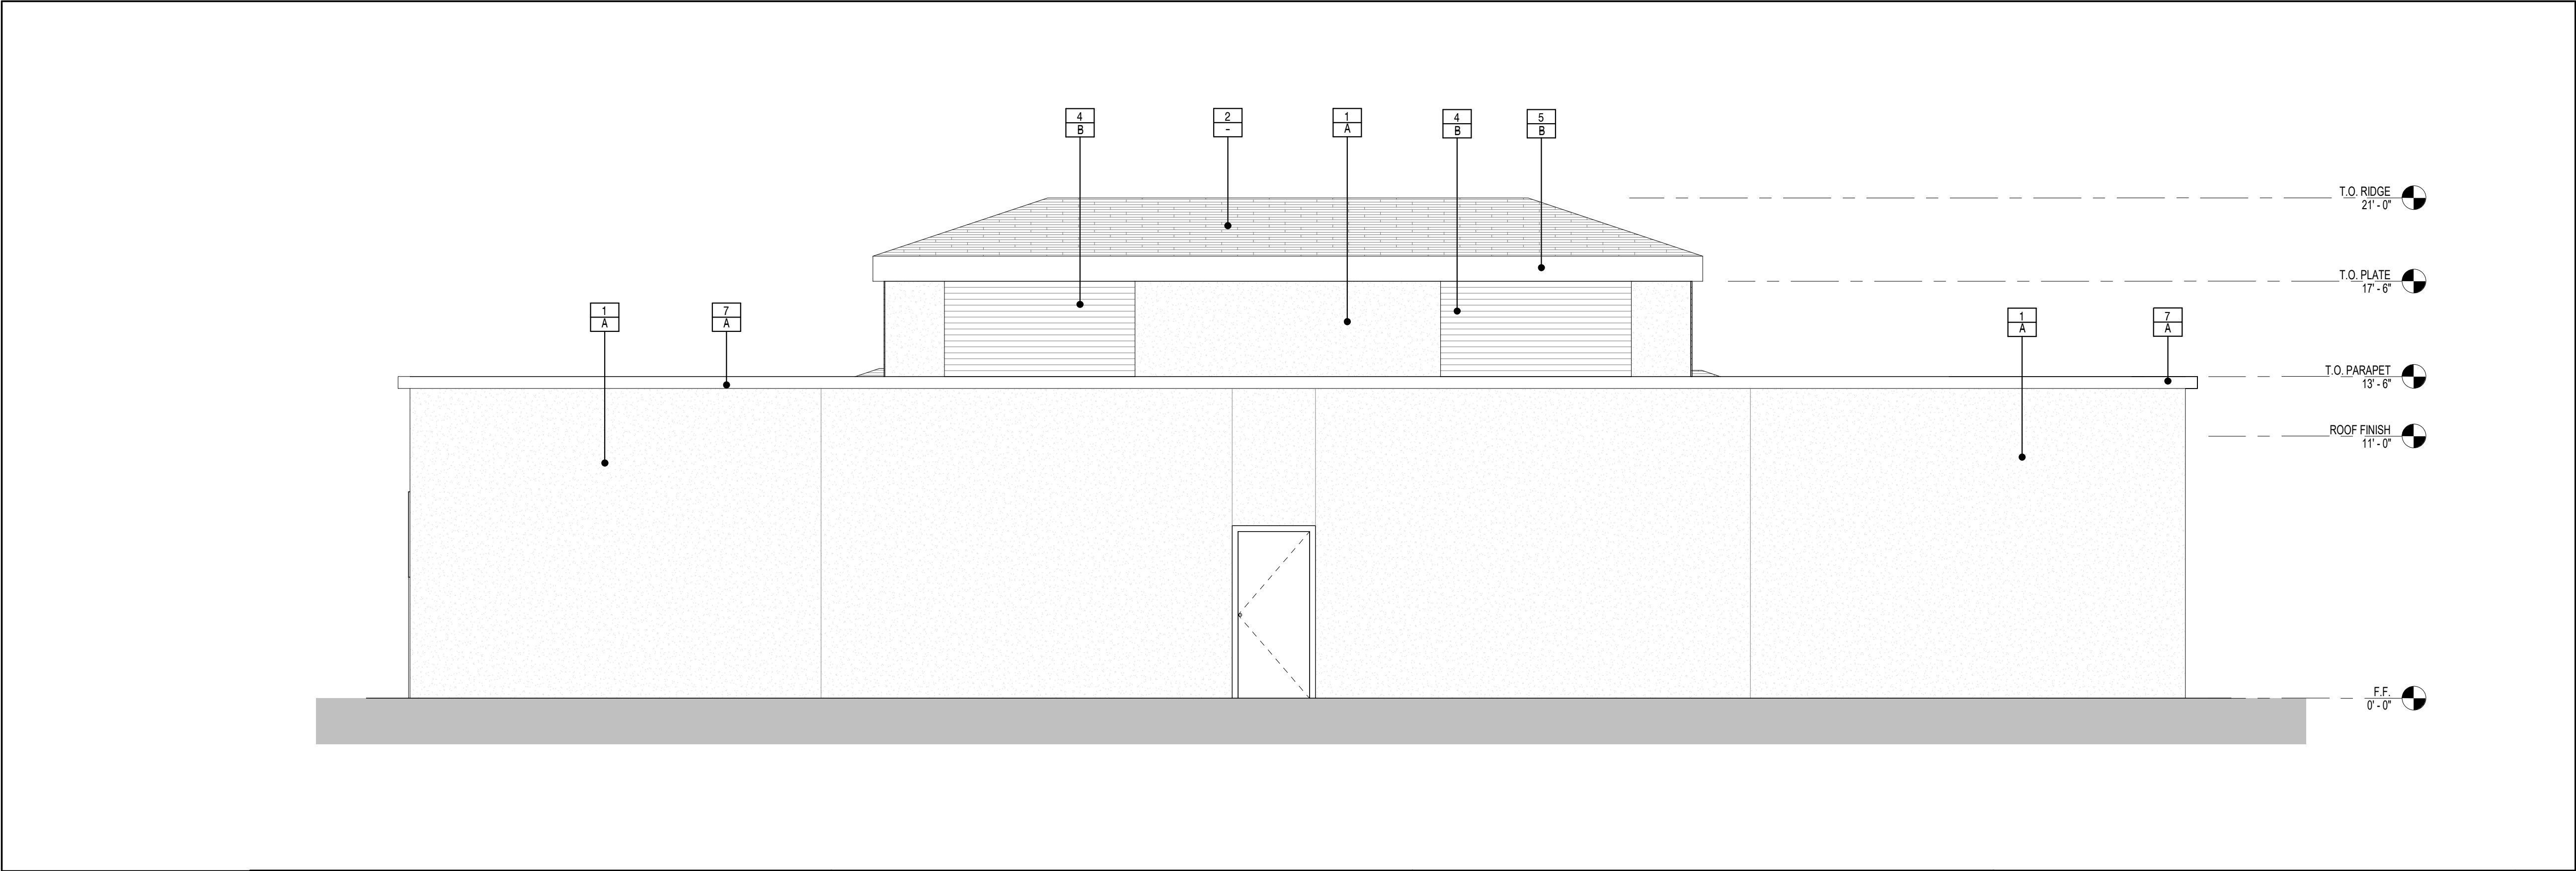 4
B
2
-
1
A
4
B
5
B
T.O. RIDGE
21' - 0"
T.O. PLATE
17' - 6"
1
A
7
A
1
A
7
A
T.O. PARAPET
13' - 6"
ROOF FINISH
11' - 0"
F.F.
0' - 0"